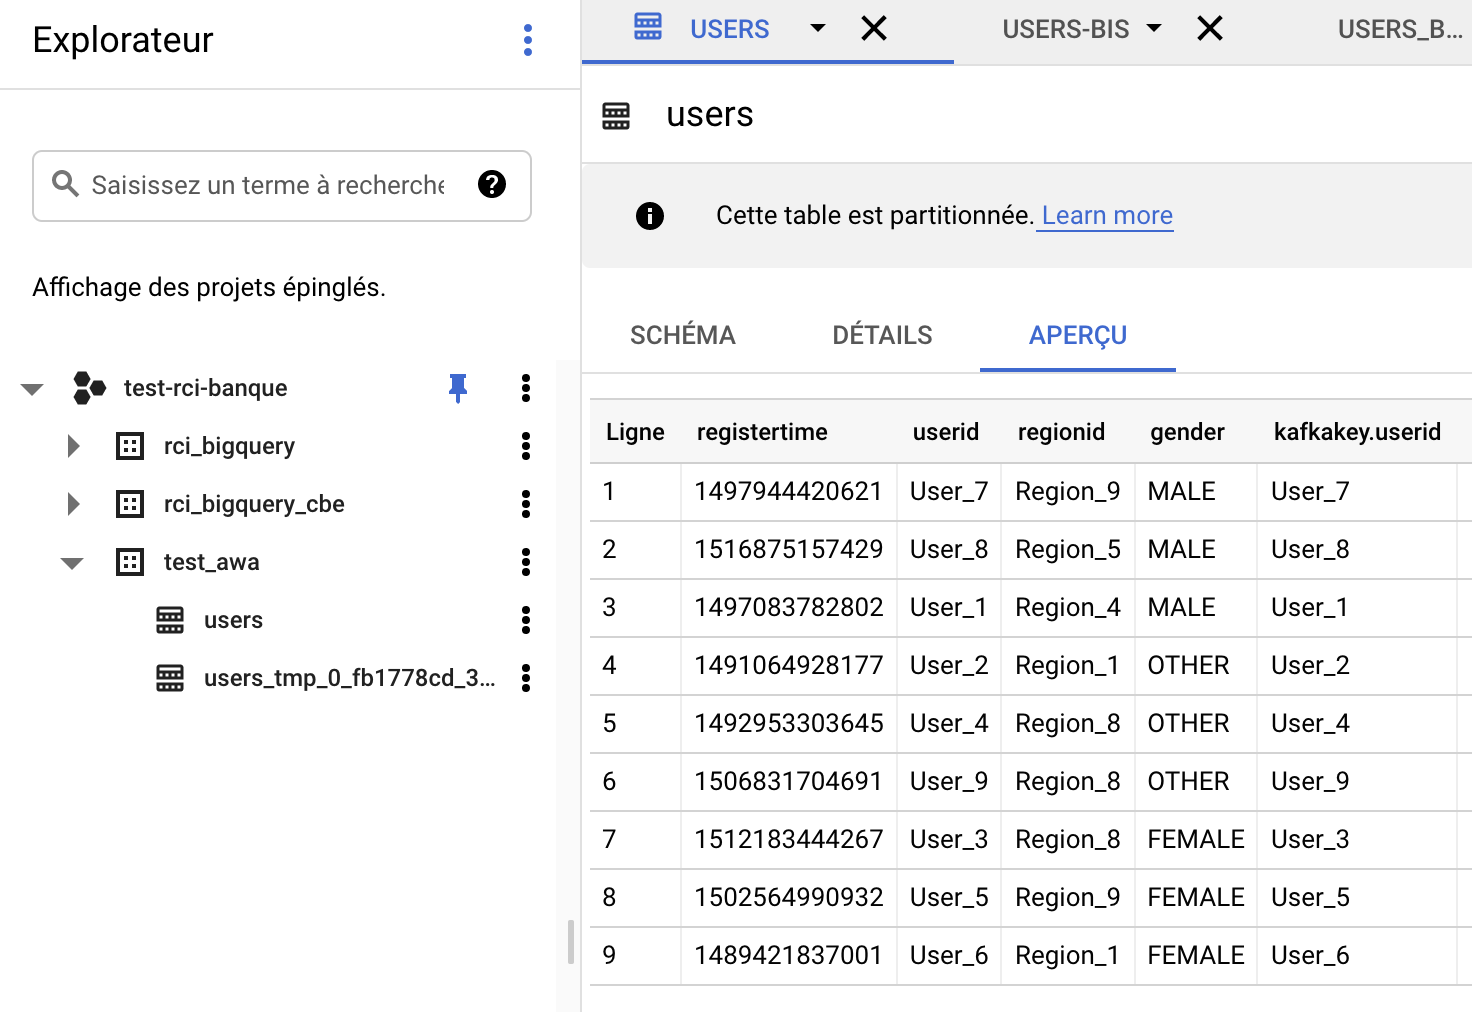 Explorateur
Saisissez un terme à recherche
Affichage des projets épinglés.
test-rci-banque
rci_bigquery
rci_bigquery_cbe
test_awa
users
users_tmp_0_fb1778cd_3...
USERS USERS-BIS USERS_B...
users
Cette table est partitionnée. Learn more
SCHÉMA DÉTAILS APERÇU
Ligne registertime userid regionid gender kafkakey.userid
1 1497944420621 User_7 Region_9 MALE User_7
2 1516875157429 User_8 Region_5 MALE User_8
3 1497083782802 User_1 Region_4 MALE User_1
4 1491064928177 User_2 Region_1 OTHER User_2
5 1492953303645 User_4 Region_8 OTHER User_4
6 1506831704691 User_9 Region_8 OTHER User_9
7 1512183444267 User_3 Region_8 FEMALE User_3
8 1502564990932 User_5 Region_9 FEMALE User_5
9 1489421837001 User_6 Region_1 FEMALE User_6